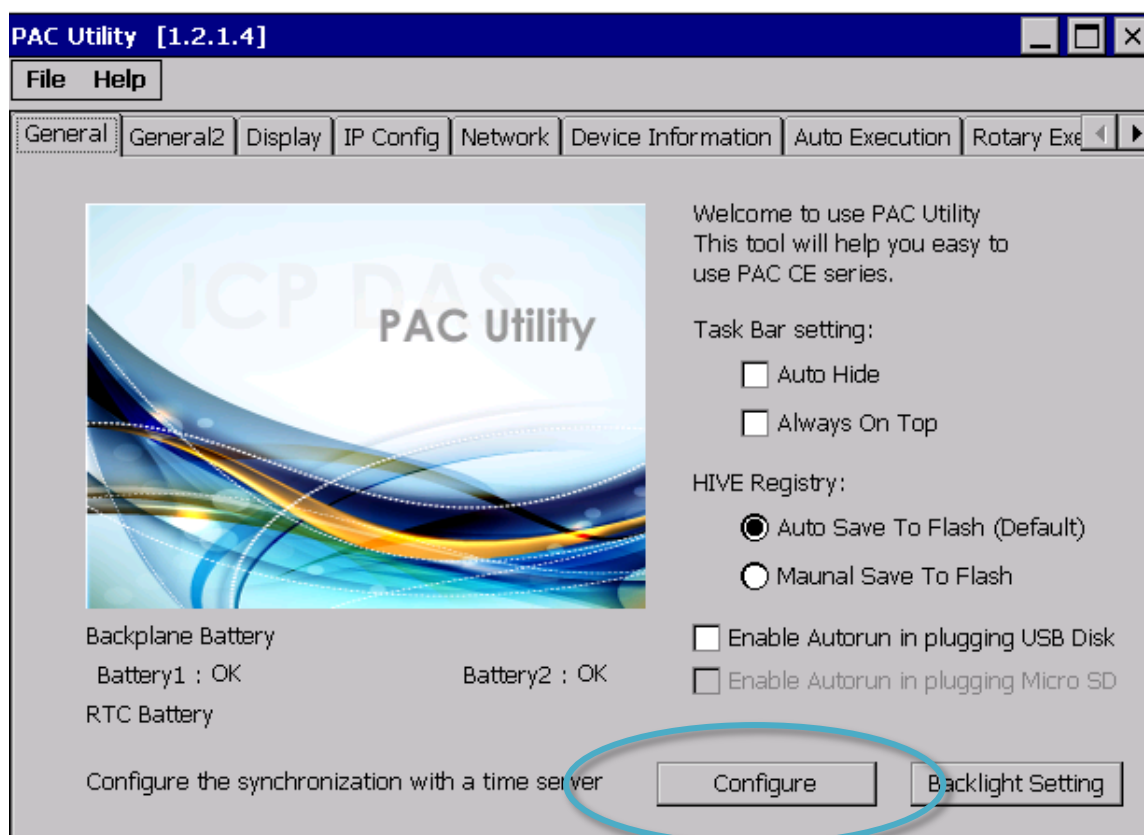 PAC Utility [1.2.1.4]
File Help
General General2 Display IP Config Network Device Information Auto Execution Rotary Exe
ICP DAS
PAC Utility
Welcome to use PAC Utility
This tool will help you easy to
use PAC CE series.
Task Bar setting:
Auto Hide
Always On Top
HIVE Registry:
Auto Save To Flash (Default)
Maunal Save To Flash
Enable Autorun in plugging USB Disk
Enable Autorun in plugging Micro SD
Backplane Battery
Battery1 : OK Battery2 : OK
RTC Battery
Configure the synchronization with a time server Configure Backlight Setting